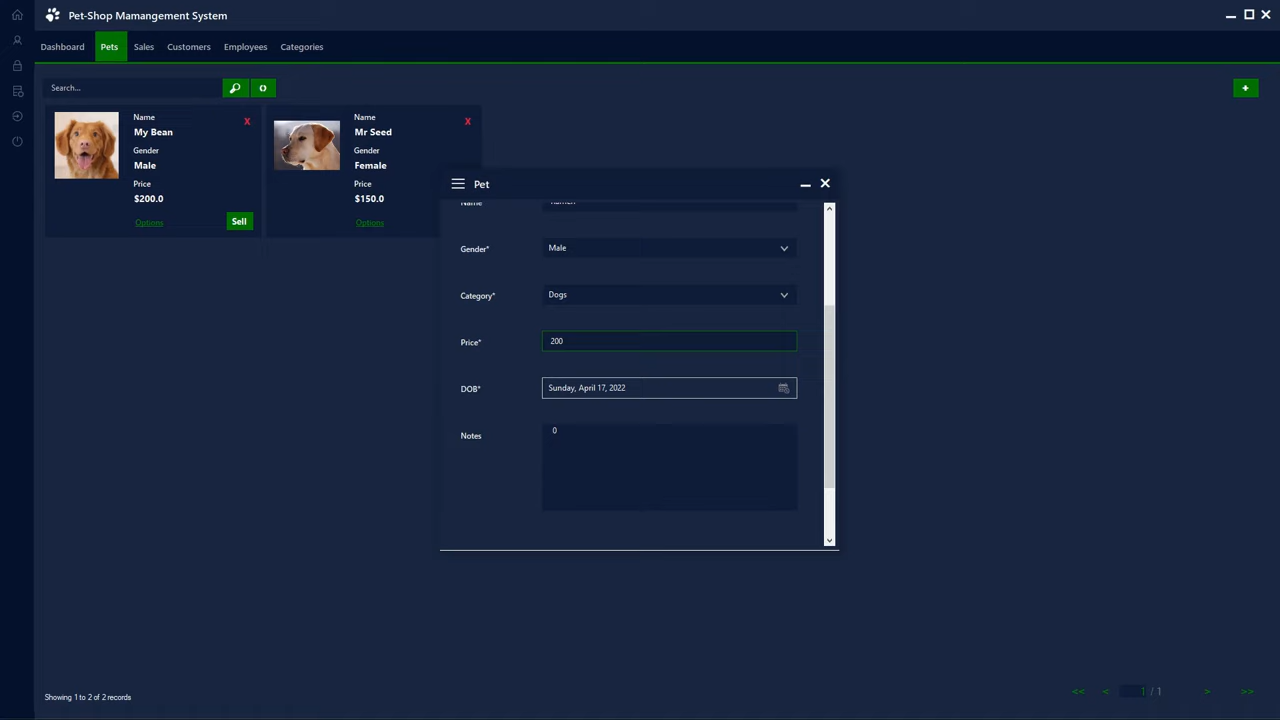 Pet-Shop Mamangement System
Dashboard Pets Sales Customers Employees Categories
Search...
Name
My Bean
Gender
Male
Price
$200.0
Options
Sell
X
Name
Mr Seed
Gender
Female
Price
$150.0
Options
X
Pet
Name
Gender* Male
Category* Dogs
Price* 200
DOB* Sunday, April 17, 2022
Notes 0
Showing 1 to 2 of 2 records
<< < 1 / 1 > >>